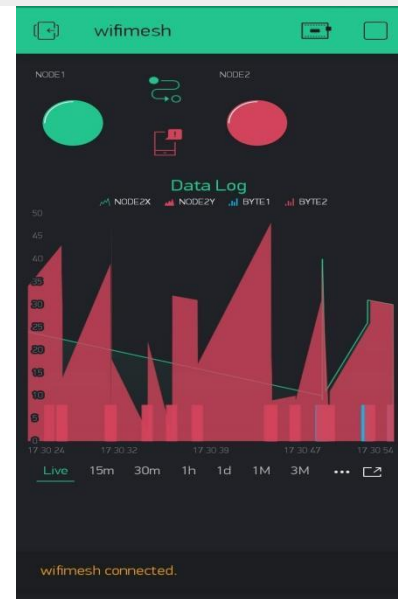 wifimesh
NODE1 NODE2
Data Log
NODE2X NODE2Y BYTE1 BYTE2
50
45
40
35
30
25
20
15
10
5
0
17:30:24 17:30:32 17:30:39 17:30:47 17:30:54
Live 15m 30m 1h 1d 1M 3M ...
wifimesh connected.